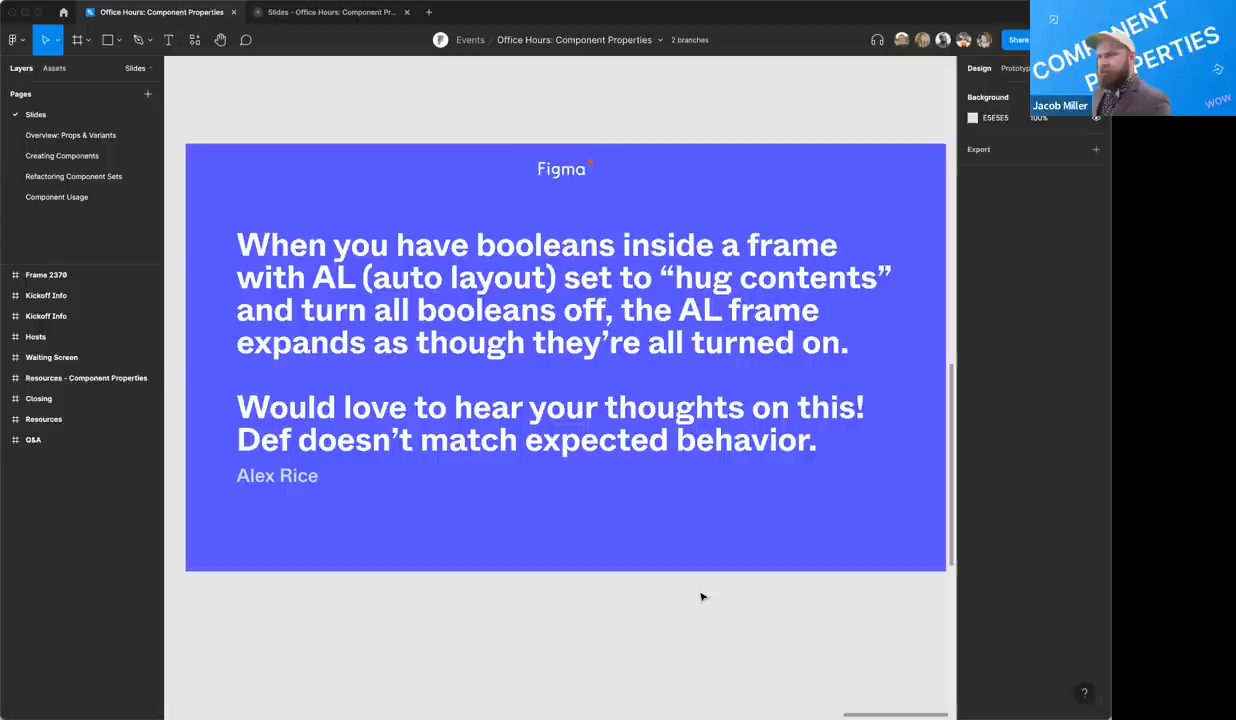 Office Hours: Component Properties
Slides - Office Hours: Component Pr...
Events / Office Hours: Component Properties
2 branches
Share
Layers
Assets
Slides
Pages
Slides
Overview: Props & Variants
Creating Components
Refactoring Component Sets
Component Usage
Frame 2370
Kickoff Info
Kickoff Info
Hosts
Waiting Screen
Resources - Component Properties
Closing
Resources
Q&A
Figma
When you have booleans inside a frame
with AL (auto layout) set to “hug contents”
and turn all booleans off, the AL frame
expands as though they’re all turned on.
Would love to hear your thoughts on this!
Def doesn’t match expected behavior.
Alex Rice
Design
Background
E5E5E5
100%
Export
?
COMPONENT
PROPERTIES
WOW
Jacob Miller